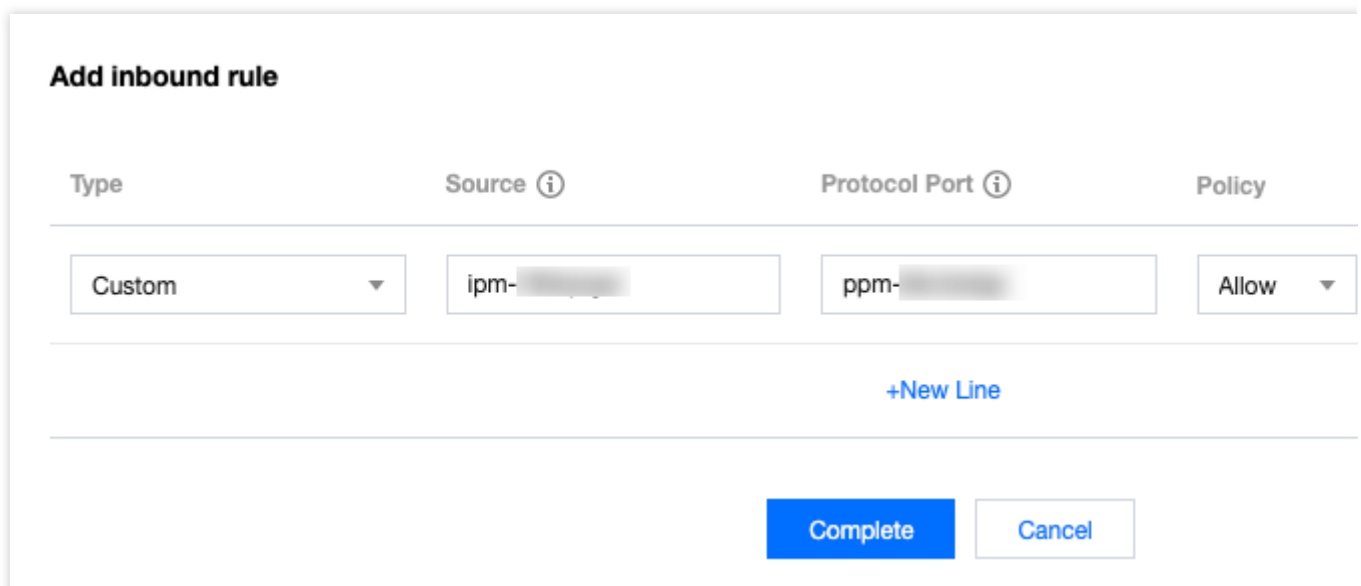 Add inbound rule
Type Source Protocol Port Policy
Custom ipm- ppm- Allow
+New Line
Complete Cancel